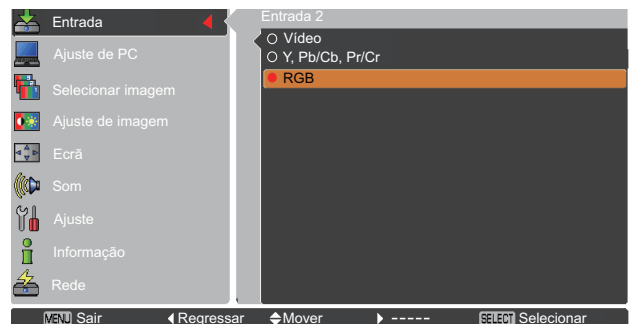 Entrada
Ajuste de PC
Selecionar imagem
Ajuste de imagem
Ecrã
Som
Ajuste
Informação
Rede
Entrada 2
Vídeo
Y, Pb/Cb, Pr/Cr
RGB
MENU Sair Regressar Mover ----- SELECT Selecionar